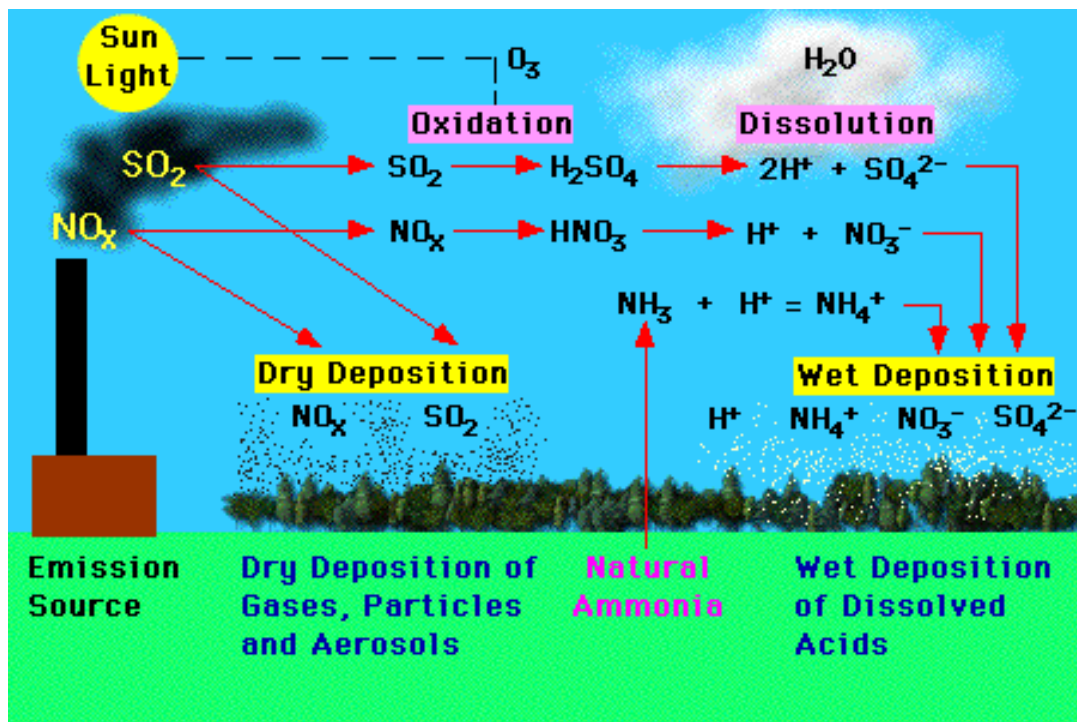 Sun
Light
O₃
H₂O
Oxidation
Dissolution
SO₂
SO₂
H₂SO₄
2H⁺ + SO₄²⁻
NOₓ
NOₓ
HNO₃
H⁺ + NO₃⁻
NH₃ + H⁺ = NH₄⁺
Dry Deposition
Wet Deposition
NOₓ
SO₂
H⁺
NH₄⁺
NO₃⁻
SO₄²⁻
Emission
Source
Dry Deposition of
Gases, Particles
and Aerosols
Natural
Ammonia
Wet Deposition
of Dissolved
Acids